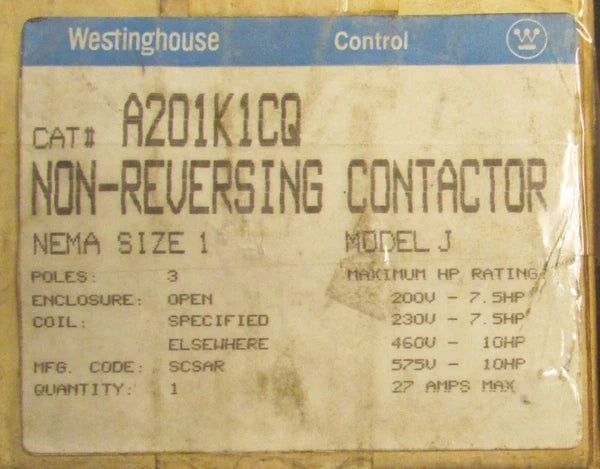 Westinghouse Control W
CAT# A201K1CQ
NON-REVERSING CONTACTOR
NEMA SIZE 1 MODEL J
POLES: 3 MAXIMUM HP RATING:
ENCLOSURE: OPEN 200V - 7.5HP
COIL: SPECIFIED 230V - 7.5HP
ELSEWHERE 460V - 10HP
MFG. CODE: SCSAR 575V - 10HP
QUANTITY: 1 27 AMPS MAX